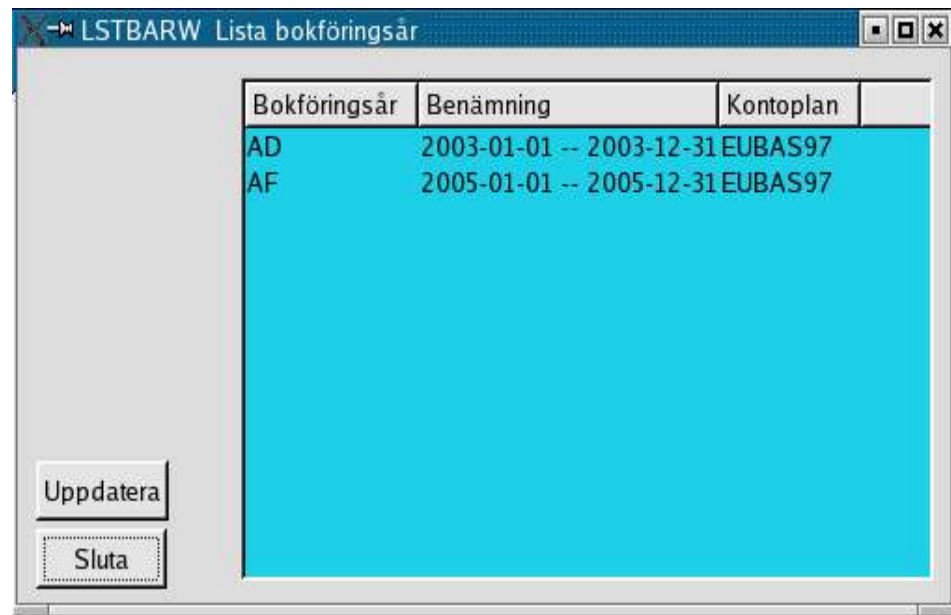 LSTBARW Lista bokföringsår
Bokföringsår Benämning Kontoplan
AD 2003-01-01 -- 2003-12-31 EUBAS97
AF 2005-01-01 -- 2005-12-31 EUBAS97
Uppdatera
Sluta